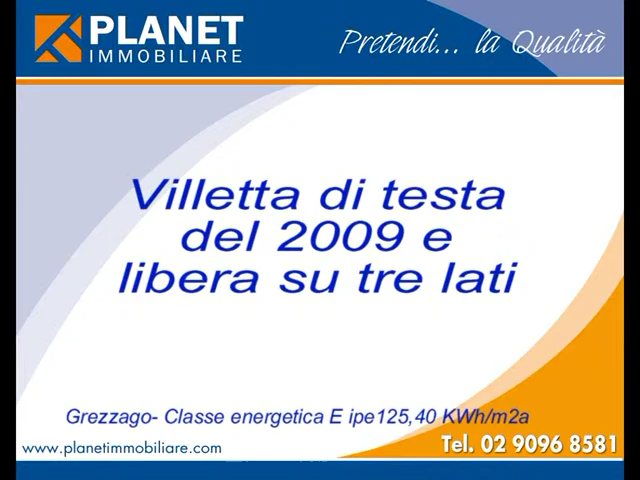 PLANET
IMMOBILIARE
Pretendi... la Qualità
Villetta di testa
del 2009 e
libera su tre lati
Grezzago- Classe energetica E ipe125,40 KWh/m2a
www.planetimmobiliare.com
Tel. 02 9096 8581